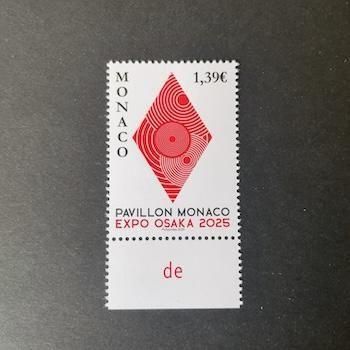 MONACO
1,39€
PAVILLON MONACO
EXPO OSAKA 2025
de